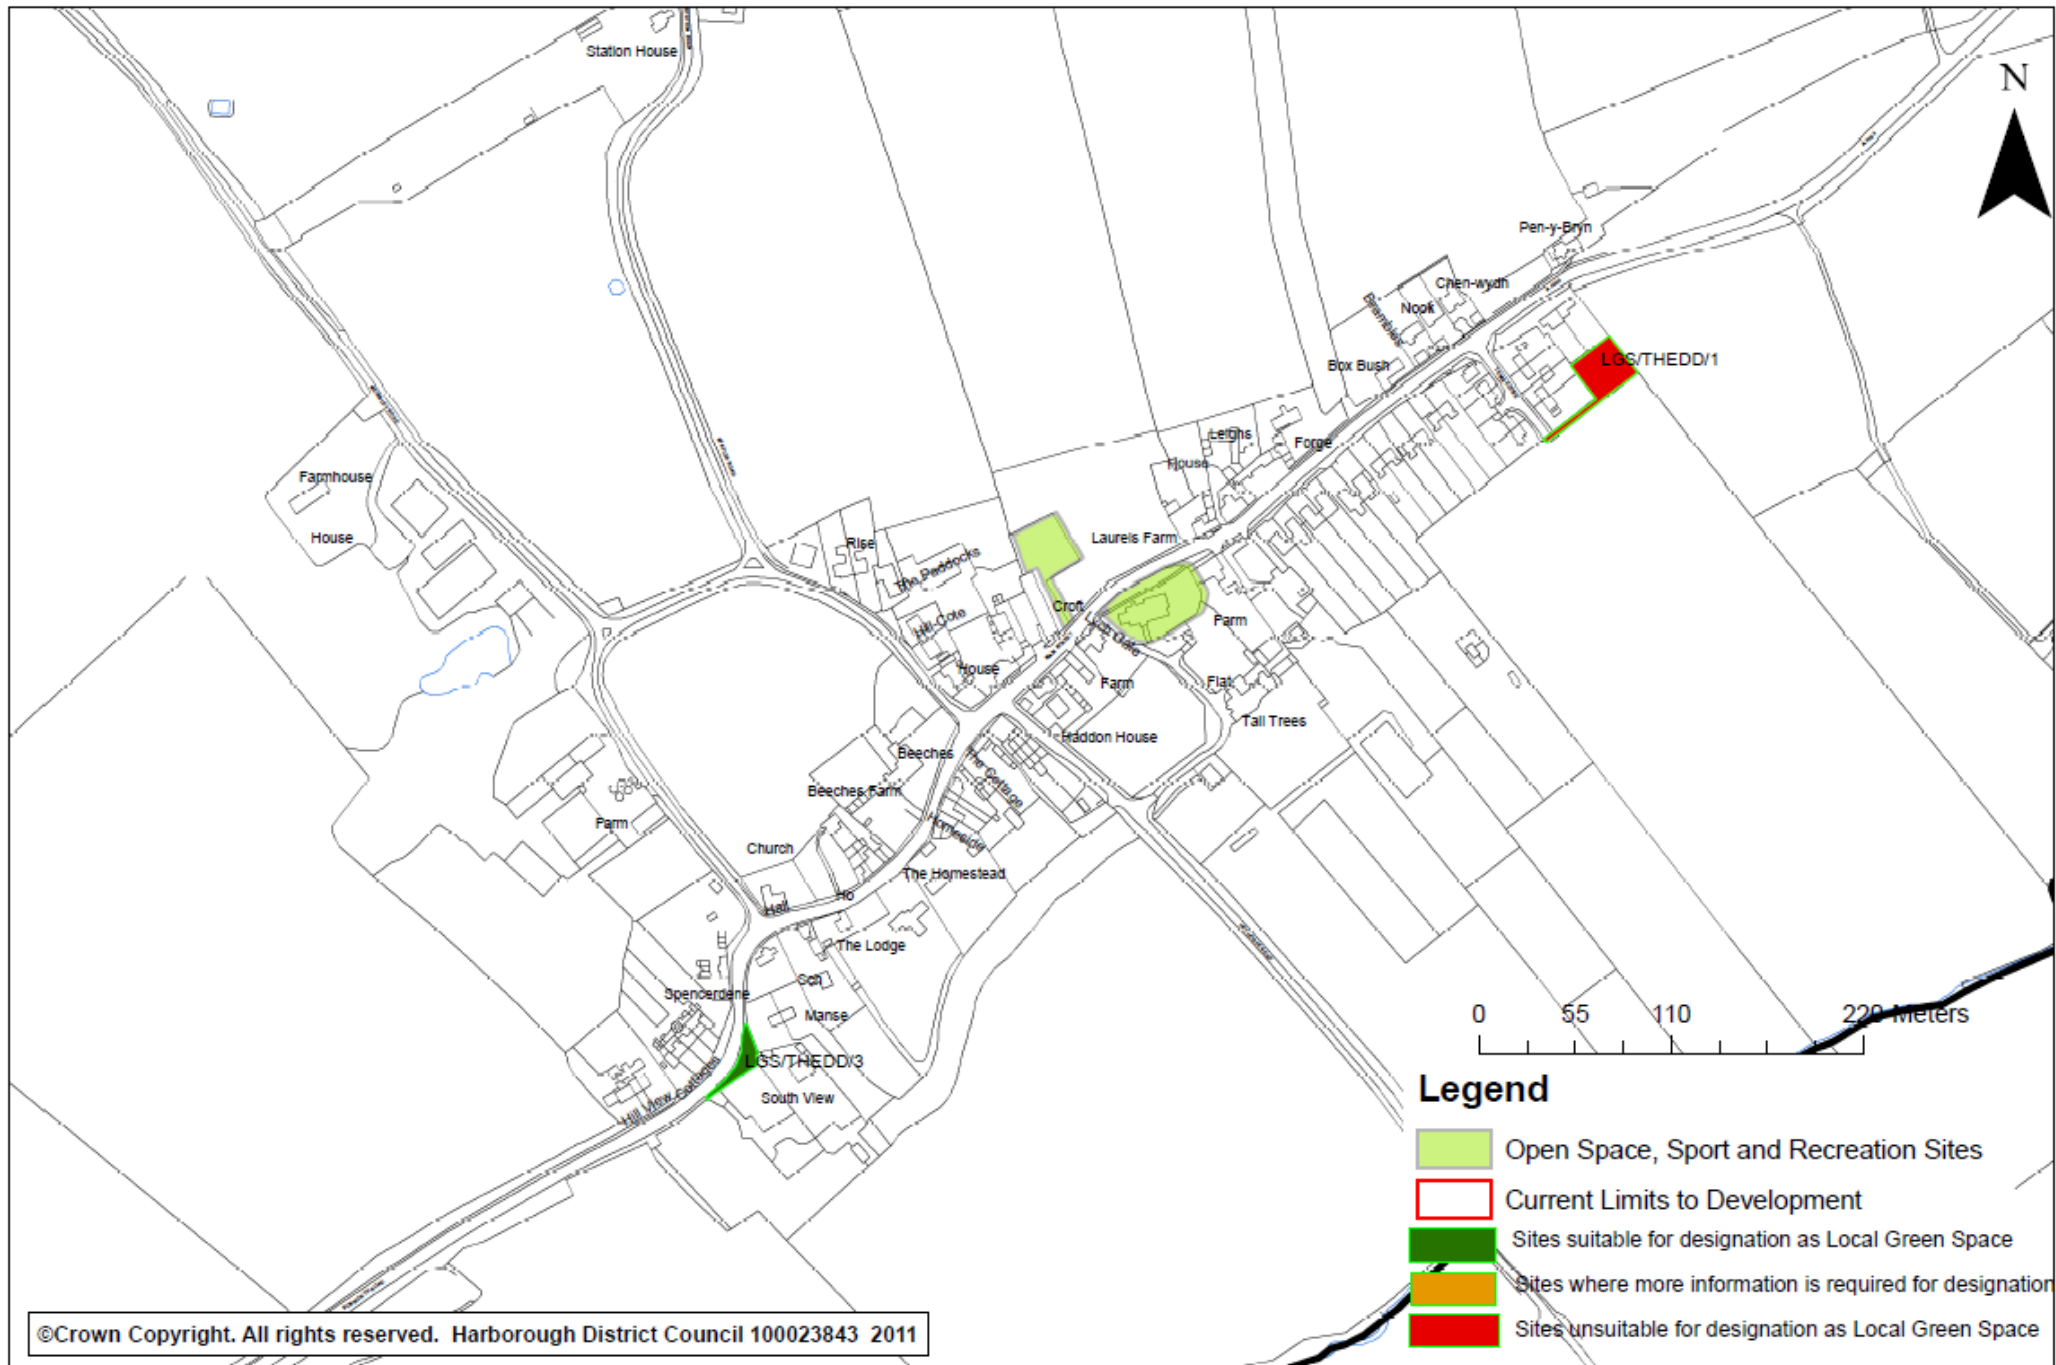 Station House
N
Pen-y-Bryn
Chen-wydh
Nook
Brambles
Box Bush
LGS/THEDD/1
Leighs
Forge
House
Farmhouse
House
Rise
Laurels Farm
The Paddocks
Croft
Lych Gate
Farm
Hill-Cote
House
Farm
Flat
Tall Trees
Haddon House
Beeches
The Cottage
Beeches Farm
Farm
Homeside
Church
The Homestead
Ho
Hall
The Lodge
Sch
Spencerdene
Manse
LGS/THEDD/3
Hill View Cottages
South View
0 55 110 220 Meters
Legend
Open Space, Sport and Recreation Sites
Current Limits to Development
Sites suitable for designation as Local Green Space
Sites where more information is required for designation
Sites unsuitable for designation as Local Green Space
©Crown Copyright. All rights reserved. Harborough District Council 100023843 2011